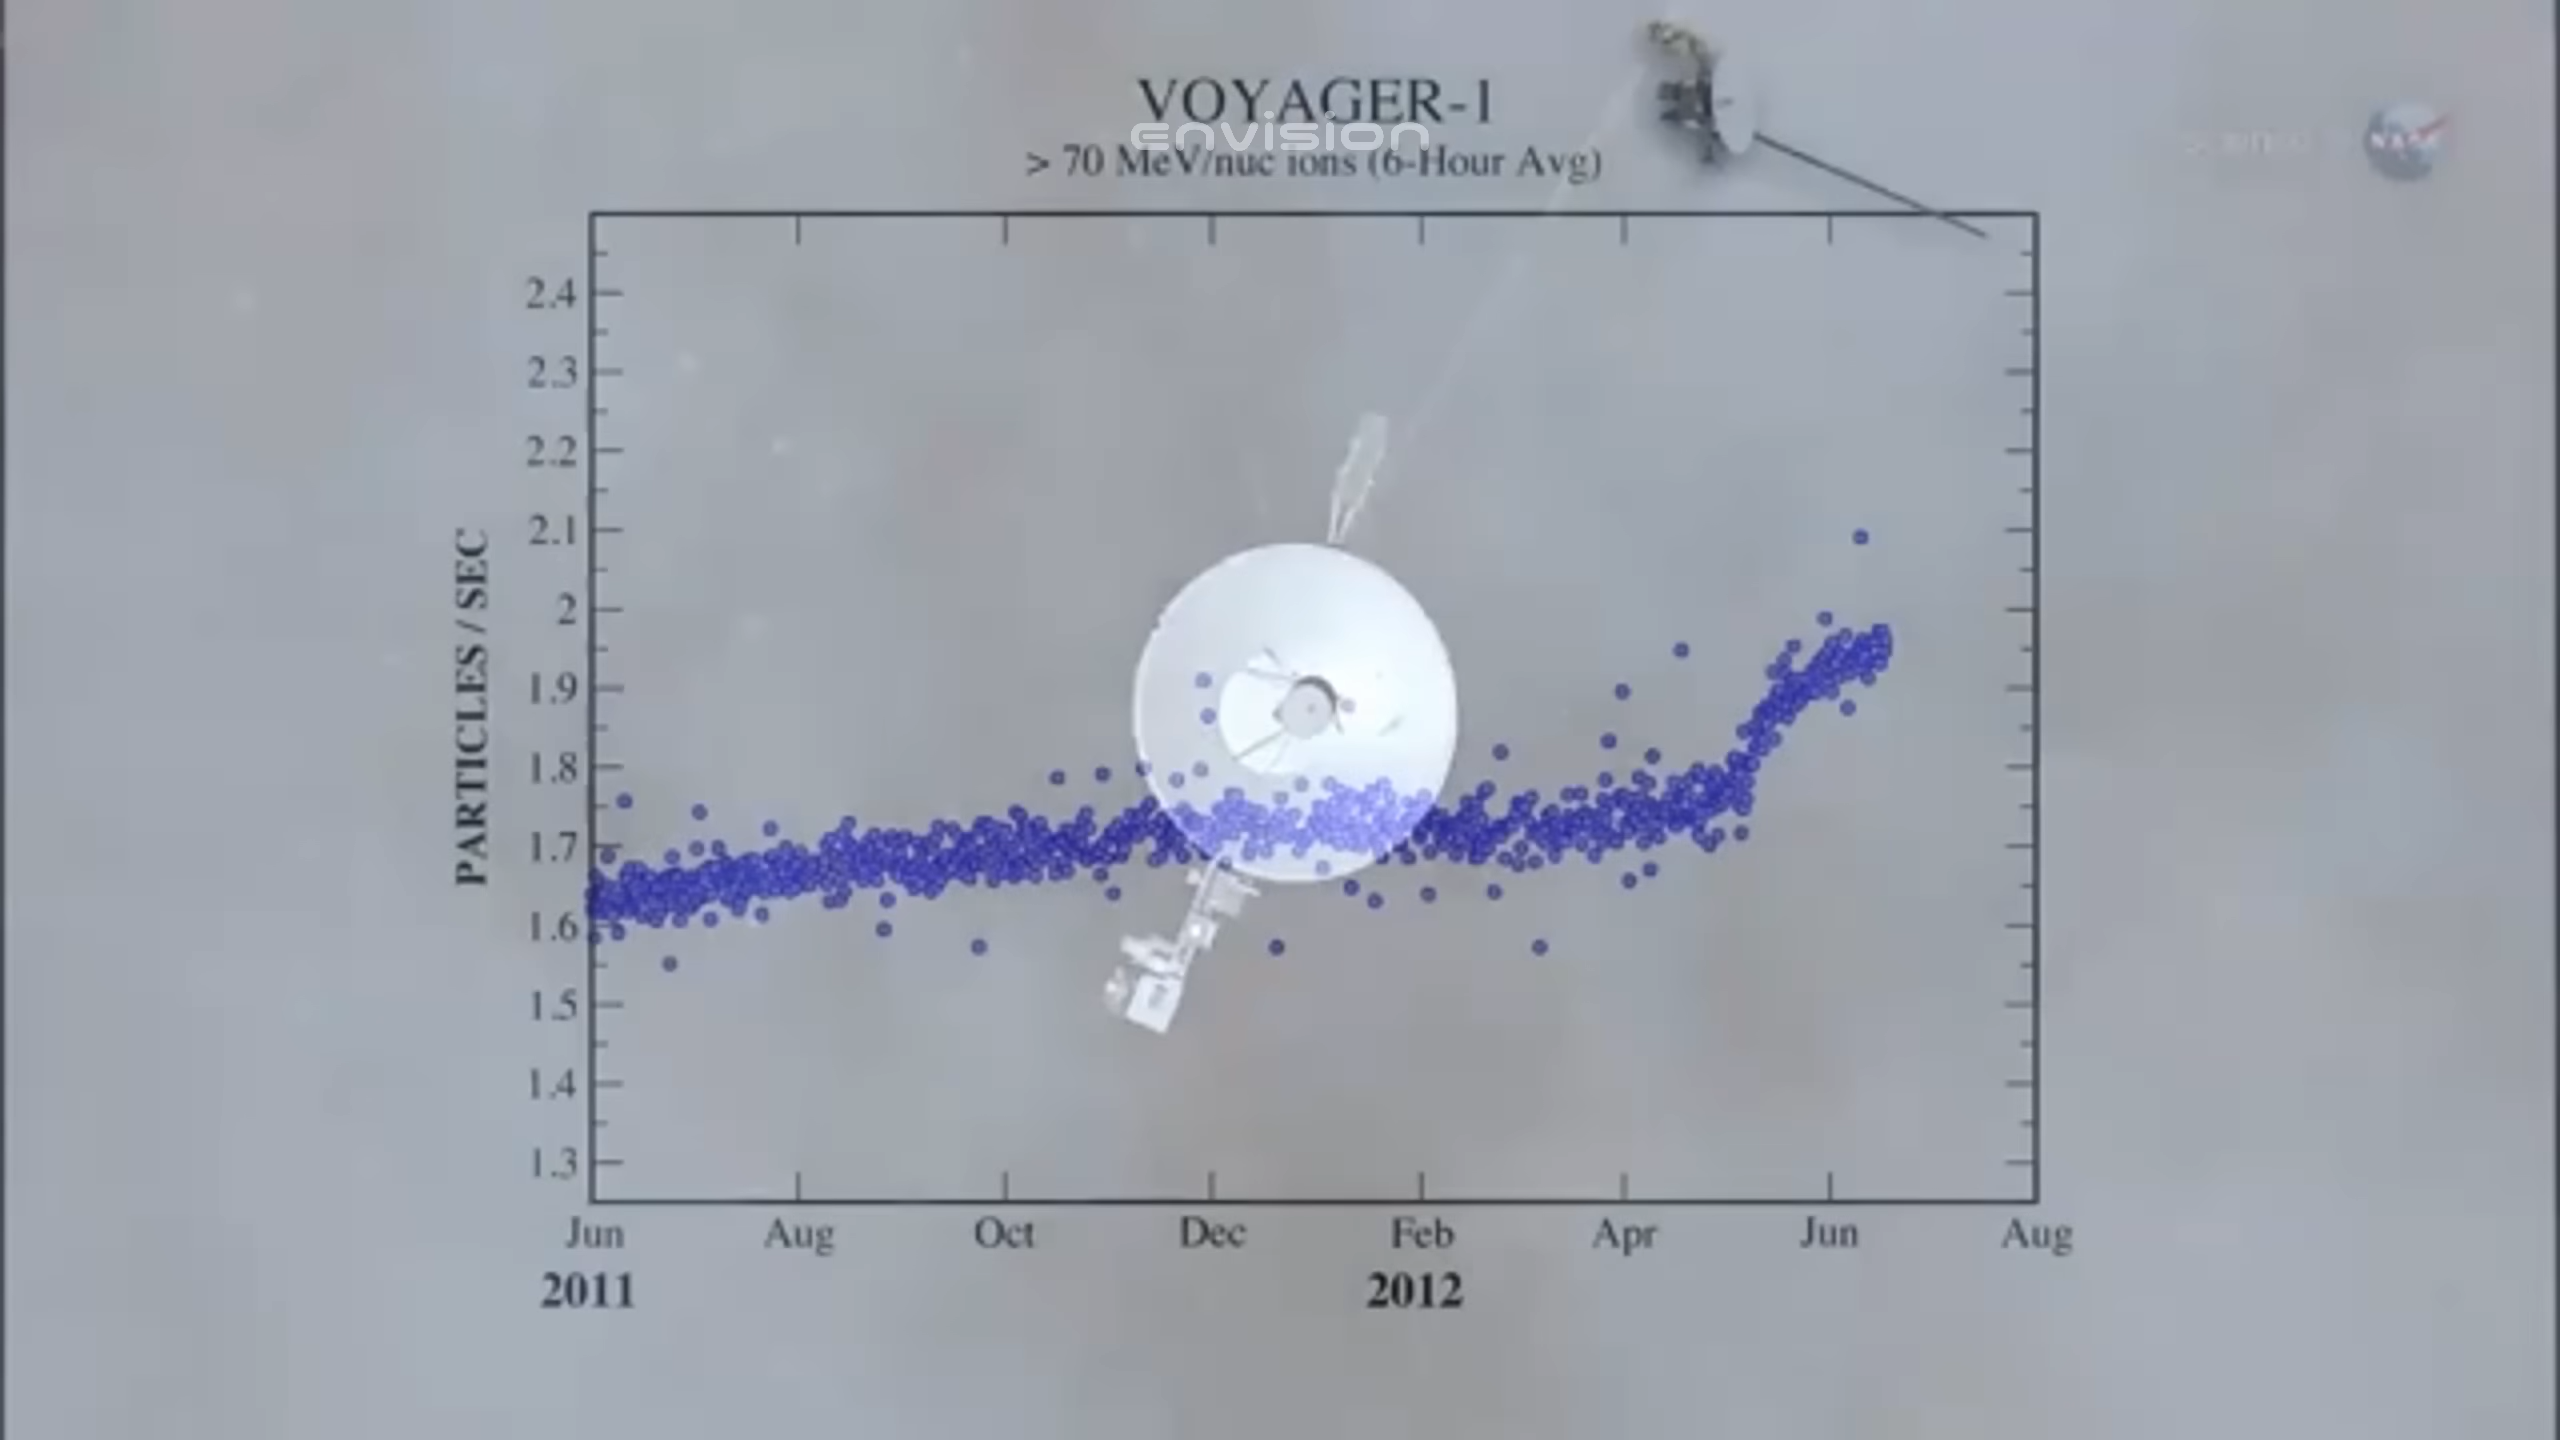 VOYAGER-1
envision
> 70 MeV/nuc ions (6-Hour Avg)
NASA
2.4
2.3
2.2
2.1
2
1.9
1.8
1.7
1.6
1.5
1.4
1.3
PARTICLES / SEC
Jun Aug Oct Dec Feb Apr Jun Aug
2011 2012